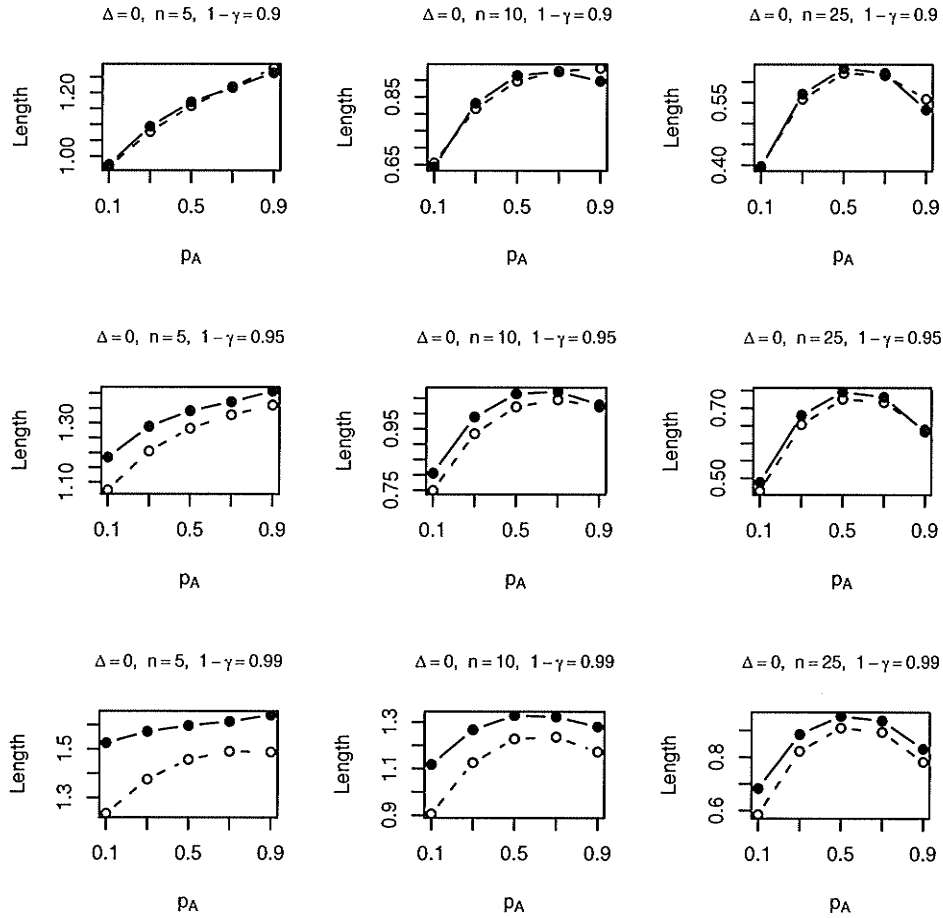 Δ=0, n=5, 1−γ=0.9
Length
1.00 1.20
0.1 0.5 0.9
pA
Δ=0, n=10, 1−γ=0.9
Length
0.65 0.85
0.1 0.5 0.9
pA
Δ=0, n=25, 1−γ=0.9
Length
0.40 0.55
0.1 0.5 0.9
pA
Δ=0, n=5, 1−γ=0.95
Length
1.10 1.30
0.1 0.5 0.9
pA
Δ=0, n=10, 1−γ=0.95
Length
0.75 0.95
0.1 0.5 0.9
pA
Δ=0, n=25, 1−γ=0.95
Length
0.50 0.70
0.1 0.5 0.9
pA
Δ=0, n=5, 1−γ=0.99
Length
1.3 1.5
0.1 0.5 0.9
pA
Δ=0, n=10, 1−γ=0.99
Length
0.9 1.1 1.3
0.1 0.5 0.9
pA
Δ=0, n=25, 1−γ=0.99
Length
0.6 0.8
0.1 0.5 0.9
pA